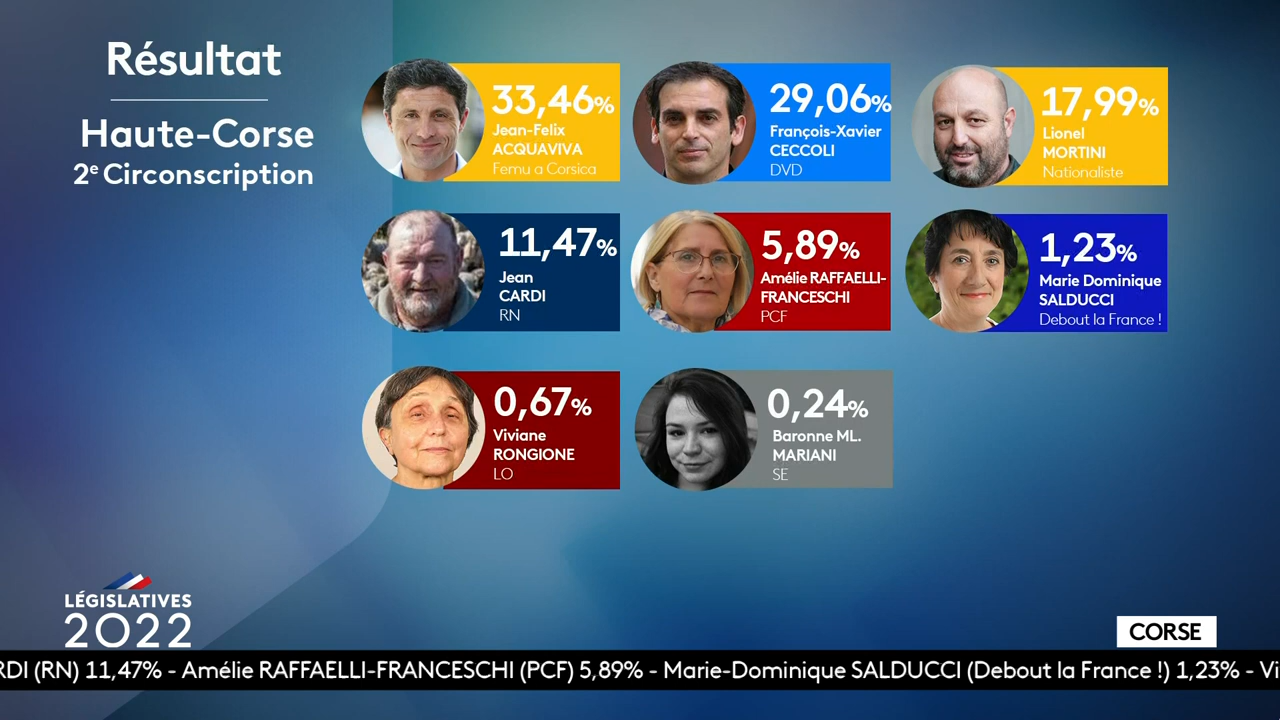 Résultat
Haute-Corse
2e Circonscription
33,46%
Jean-Felix
ACQUAVIVA
Femu a Corsica
29,06%
François-Xavier
CECCOLI
DVD
17,99%
Lionel
MORTINI
Nationaliste
11,47%
Jean
CARDI
RN
5,89%
Amélie RAFFAELLI-
FRANCESCHI
PCF
1,23%
Marie Dominique
SALDUCCI
Debout la France !
0,67%
Viviane
RONGIONE
LO
0,24%
Baronne ML.
MARIANI
SE
LÉGISLATIVES
2022
CORSE
RDI (RN) 11,47% - Amélie RAFFAELLI-FRANCESCHI (PCF) 5,89% - Marie-Dominique SALDUCCI (Debout la France !) 1,23% - Vi